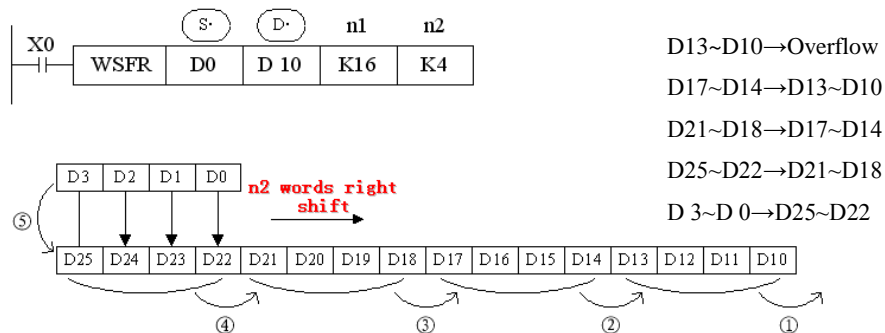 S· D· n1 n2
X0
WSFR D0 D 10 K16 K4
D13~D10→Overflow
D17~D14→D13~D10
D21~D18→D17~D14
D25~D22→D21~D18
D 3~D 0→D25~D22
D3 D2 D1 D0
n2 words right
shift
⑤
D25 D24 D23 D22 D21 D20 D19 D18 D17 D16 D15 D14 D13 D12 D11 D10
④ ③ ② ①